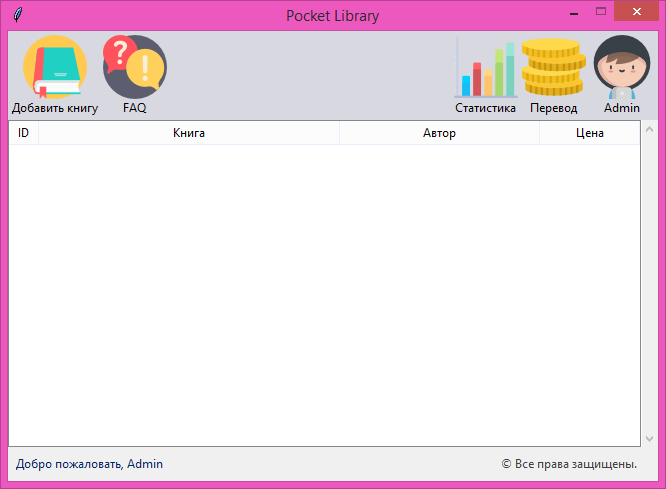 Pocket Library
Добавить книгу FAQ Статистика Перевод Admin
ID Книга Автор Цена
Добро пожаловать, Admin © Все права защищены.